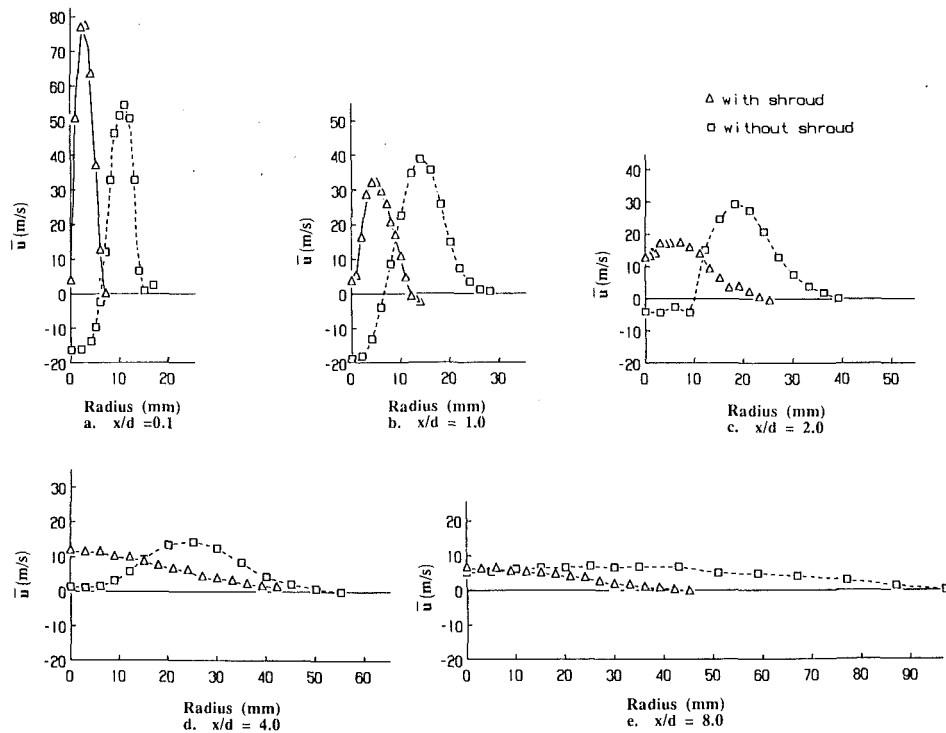 80
70
60
50
40
30
20
10
0
-10
-20
ū (m/s)
0 10 20
Radius (mm)
a. x/d =0.1
50
40
30
20
10
0
-10
-20
ū (m/s)
0 10 20 30
Radius (mm)
b. x/d = 1.0
△ with shroud
□ without shroud
40
30
20
10
0
-10
-20
ū (m/s)
0 10 20 30 40 50
Radius (mm)
c. x/d = 2.0
30
20
10
0
-10
-20
ū (m/s)
0 10 20 30 40 50 60
Radius (mm)
d. x/d = 4.0
20
10
0
-10
-20
ū (m/s)
0 10 20 30 40 50 60 70 80 90
Radius (mm)
e. x/d = 8.0